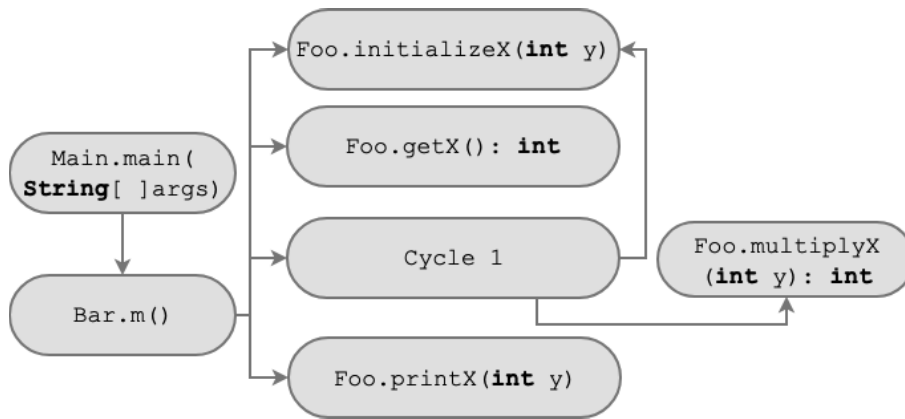 Foo.initializeX(int y)
Foo.getX(): int
Main.main(
String[ ]args)
Cycle 1
Foo.multiplyX
(int y): int
Bar.m()
Foo.printX(int y)